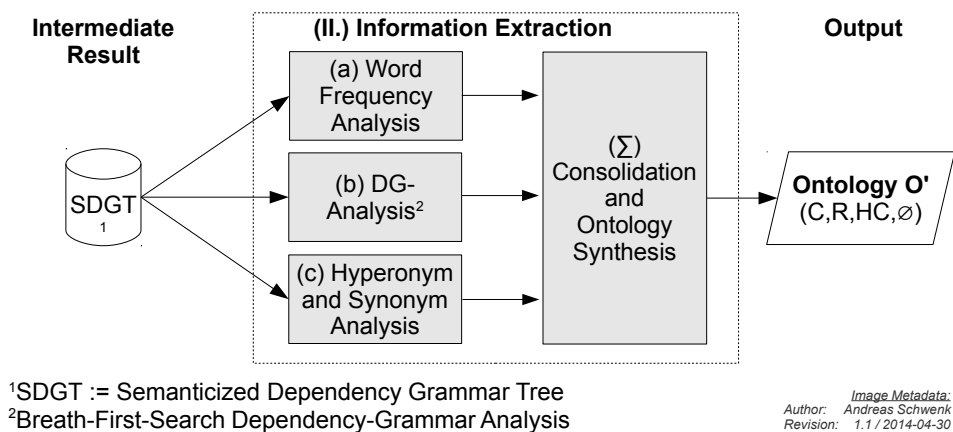 Intermediate
Result
(II.) Information Extraction
Output
(a) Word
Frequency
Analysis
SDGT
1
(b) DG-
Analysis²
(c) Hyperonym
and Synonym
Analysis
(∑)
Consolidation
and
Ontology
Synthesis
Ontology O'
(C,R,HC,∅)
¹SDGT := Semanticized Dependency Grammar Tree
²Breath-First-Search Dependency-Grammar Analysis
Image Metadata:
Author: Andreas Schwenk
Revision: 1.1 / 2014-04-30